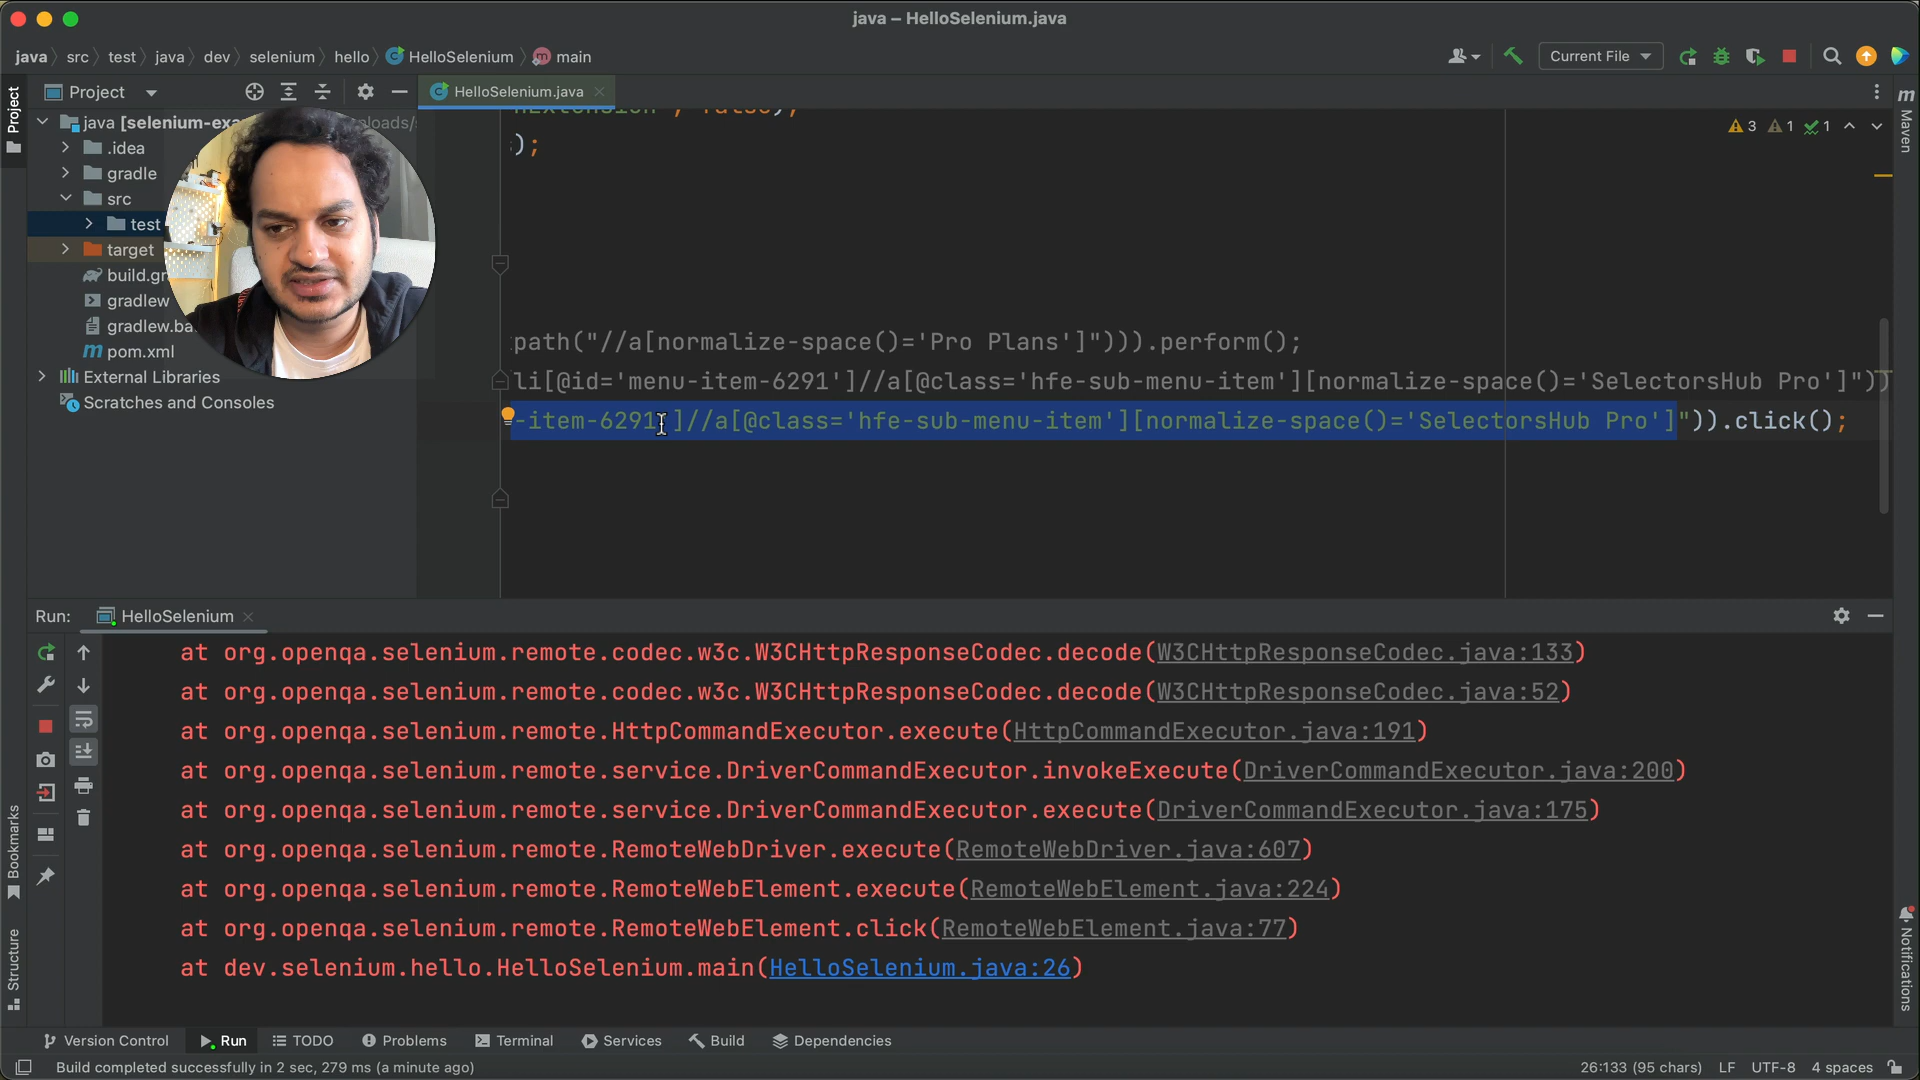 java – HelloSelenium.java
java src test java dev selenium hello HelloSelenium main
Current File
Project
HelloSelenium.java
Project
Maven
java [selenium-exa
.idea
gradle
src
test
target
build.gr
gradlew
gradlew.ba
pom.xml
External Libraries
Scratches and Consoles
3 1 1
);
path("//a[normalize-space()='Pro Plans']"))).perform();
li[@id='menu-item-6291']//a[@class='hfe-sub-menu-item'][normalize-space()='SelectorsHub Pro']"))
-item-6291']//a[@class='hfe-sub-menu-item'][normalize-space()='SelectorsHub Pro']")).click();
Run: HelloSelenium
at org.openqa.selenium.remote.codec.w3c.W3CHttpResponseCodec.decode(W3CHttpResponseCodec.java:133)
at org.openqa.selenium.remote.codec.w3c.W3CHttpResponseCodec.decode(W3CHttpResponseCodec.java:52)
at org.openqa.selenium.remote.HttpCommandExecutor.execute(HttpCommandExecutor.java:191)
at org.openqa.selenium.remote.service.DriverCommandExecutor.invokeExecute(DriverCommandExecutor.java:200)
at org.openqa.selenium.remote.service.DriverCommandExecutor.execute(DriverCommandExecutor.java:175)
at org.openqa.selenium.remote.RemoteWebDriver.execute(RemoteWebDriver.java:607)
at org.openqa.selenium.remote.RemoteWebElement.execute(RemoteWebElement.java:224)
at org.openqa.selenium.remote.RemoteWebElement.click(RemoteWebElement.java:77)
at dev.selenium.hello.HelloSelenium.main(HelloSelenium.java:26)
Bookmarks
Structure
Notifications
Version Control Run TODO Problems Terminal Services Build Dependencies
Build completed successfully in 2 sec, 279 ms (a minute ago)
26:133 (95 chars) LF UTF-8 4 spaces